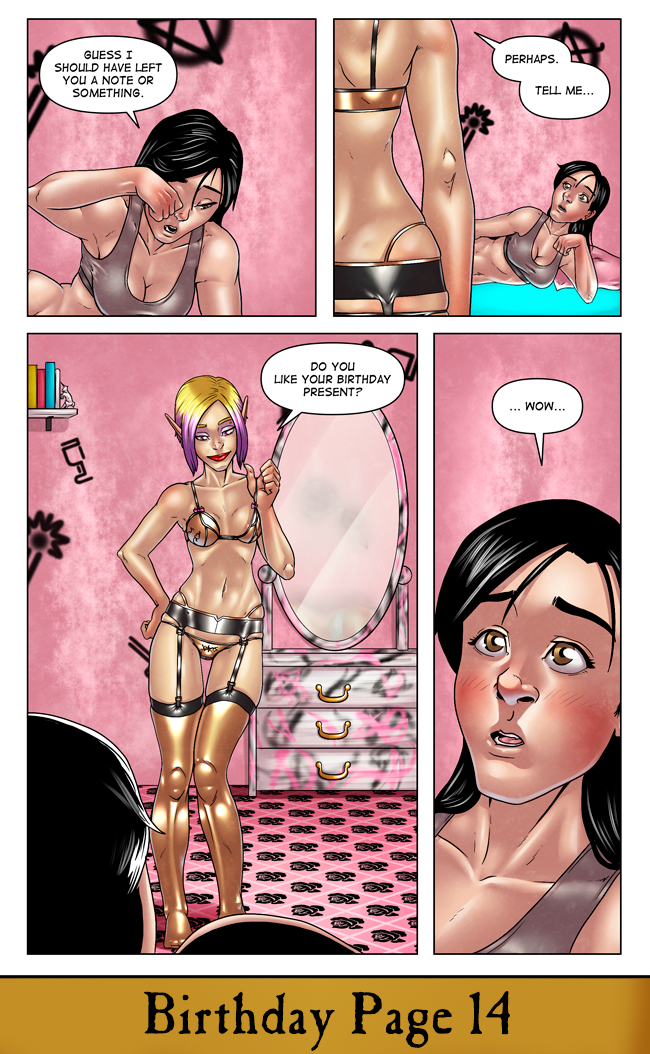 GUESS I
SHOULD HAVE LEFT
YOU A NOTE OR
SOMETHING.
PERHAPS.
TELL ME...
DO YOU
LIKE YOUR BIRTHDAY
PRESENT?
... WOW...
Birthday Page 14